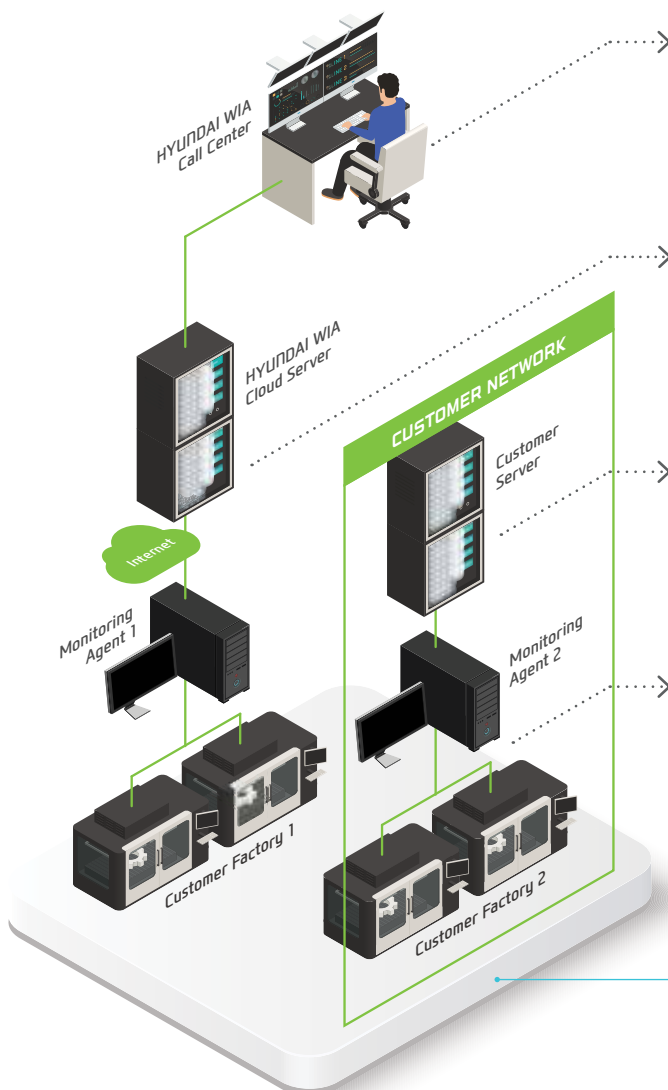 HYUNDAI WIA
Call Center
HYUNDAI WIA
Cloud Server
CUSTOMER NETWORK
Customer
Server
Internet
Monitoring
Agent 1
Monitoring
Agent 2
Customer Factory 1
Customer Factory 2